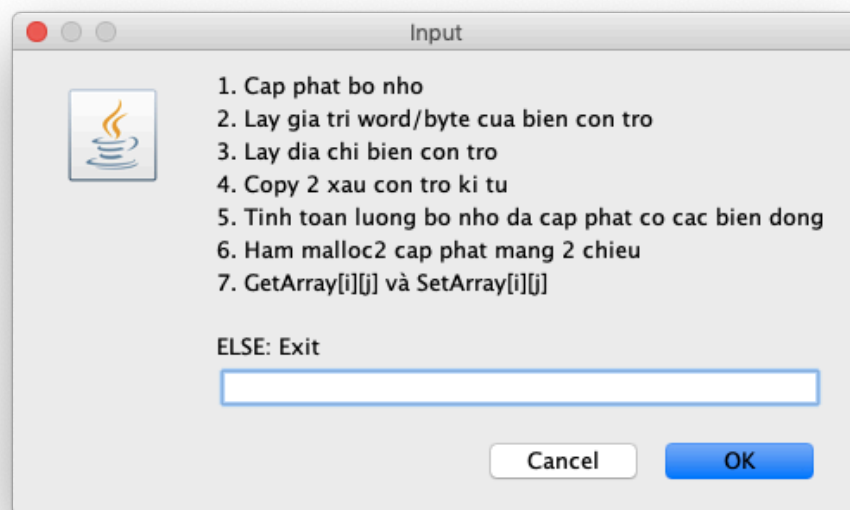 Input
1. Cap phat bo nho
2. Lay gia tri word/byte cua bien con tro
3. Lay dia chi bien con tro
4. Copy 2 xau con tro ki tu
5. Tinh toan luong bo nho da cap phat co cac bien dong
6. Ham malloc2 cap phat mang 2 chieu
7. GetArray[i][j] và SetArray[i][j]
ELSE: Exit
Cancel
OK